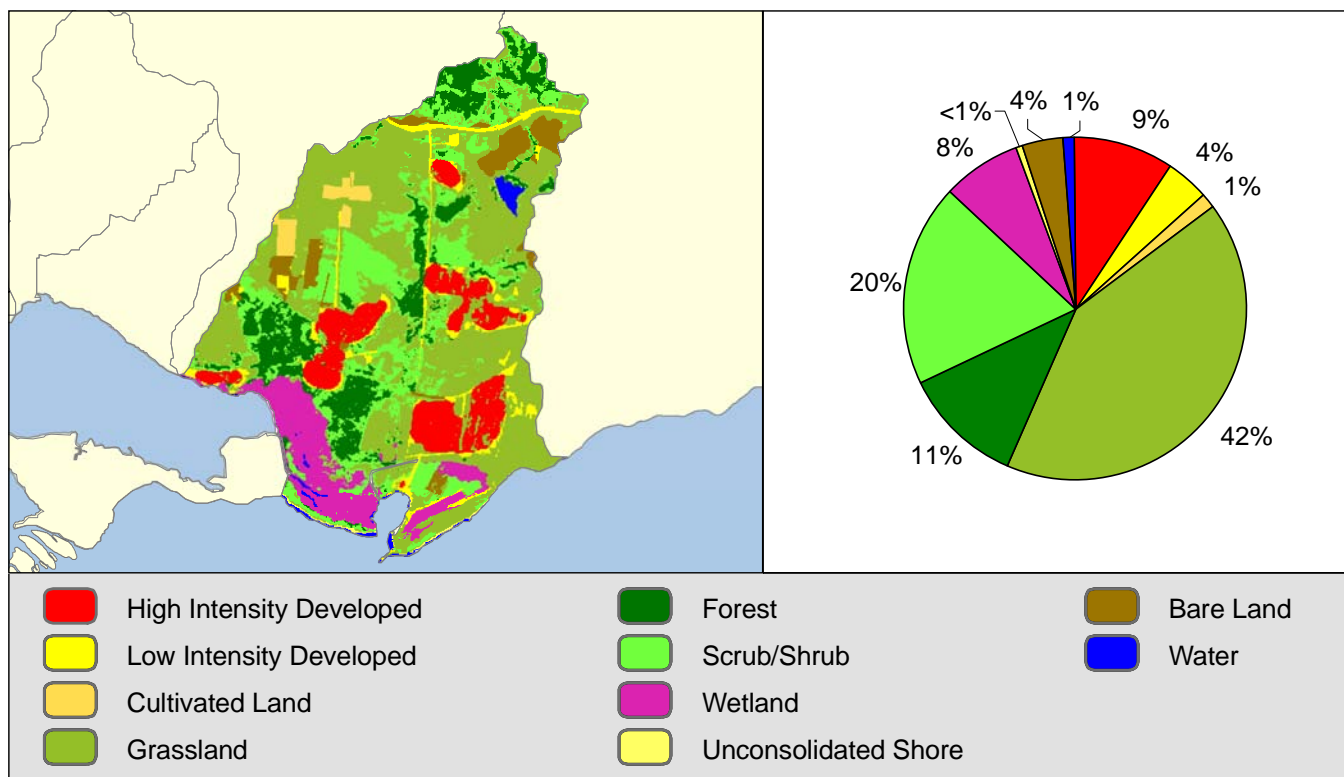 <1%
4%
1%
9%
4%
1%
8%
20%
11%
42%
High Intensity Developed
Low Intensity Developed
Cultivated Land
Grassland
Forest
Scrub/Shrub
Wetland
Unconsolidated Shore
Bare Land
Water